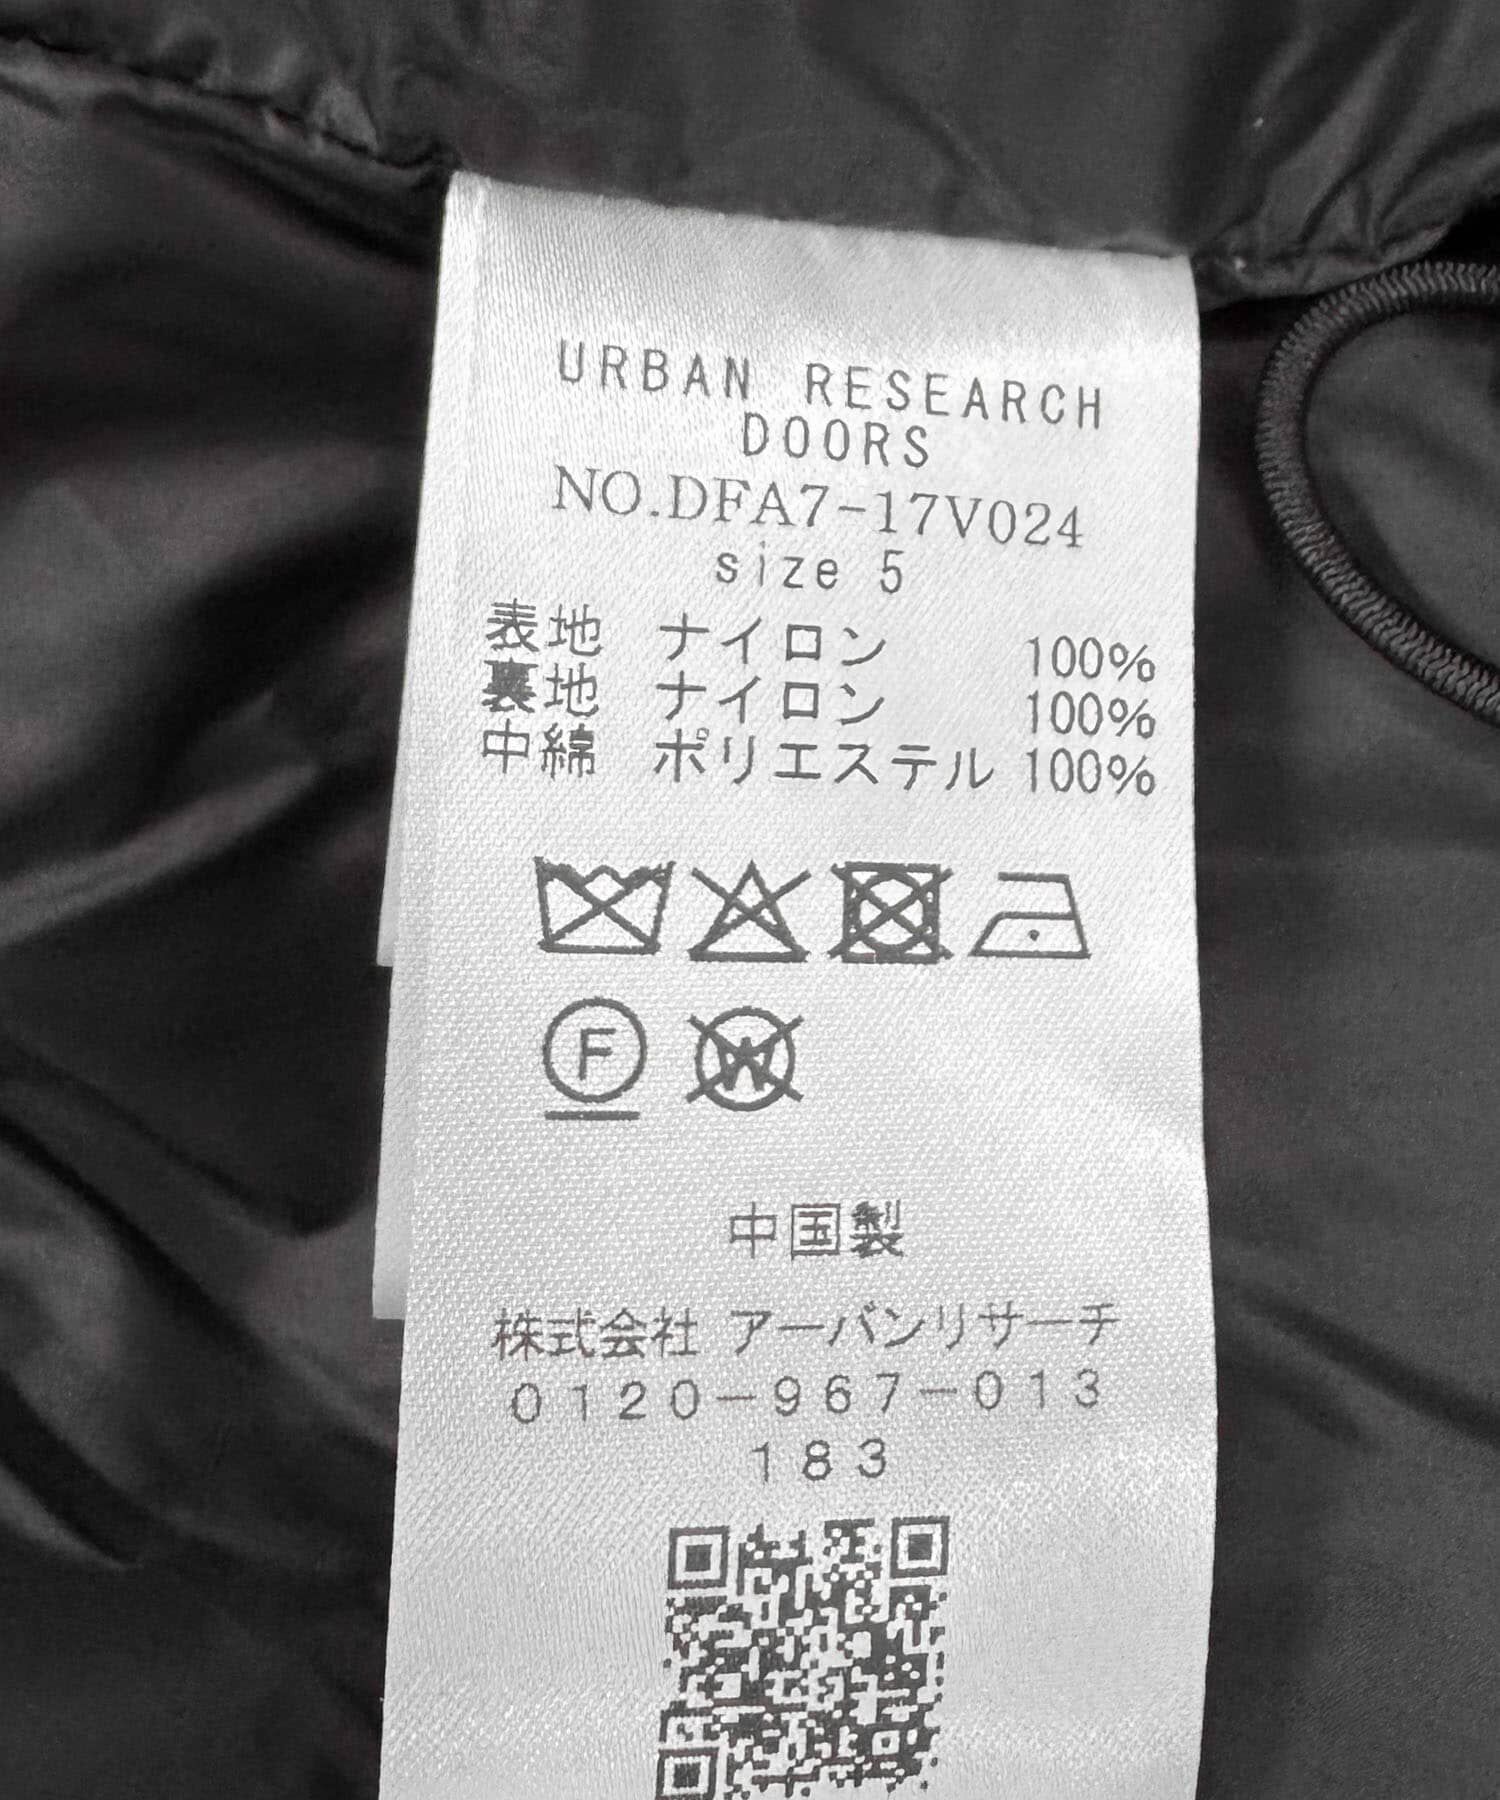 URBAN RESEARCH
DOORS
NO.DFA7-17V024
size 5
表地 ナイロン 100%
裏地 ナイロン 100%
中綿 ポリエステル 100%
F
W
中国製
株式会社 アーバンリサーチ
0120-967-013
183